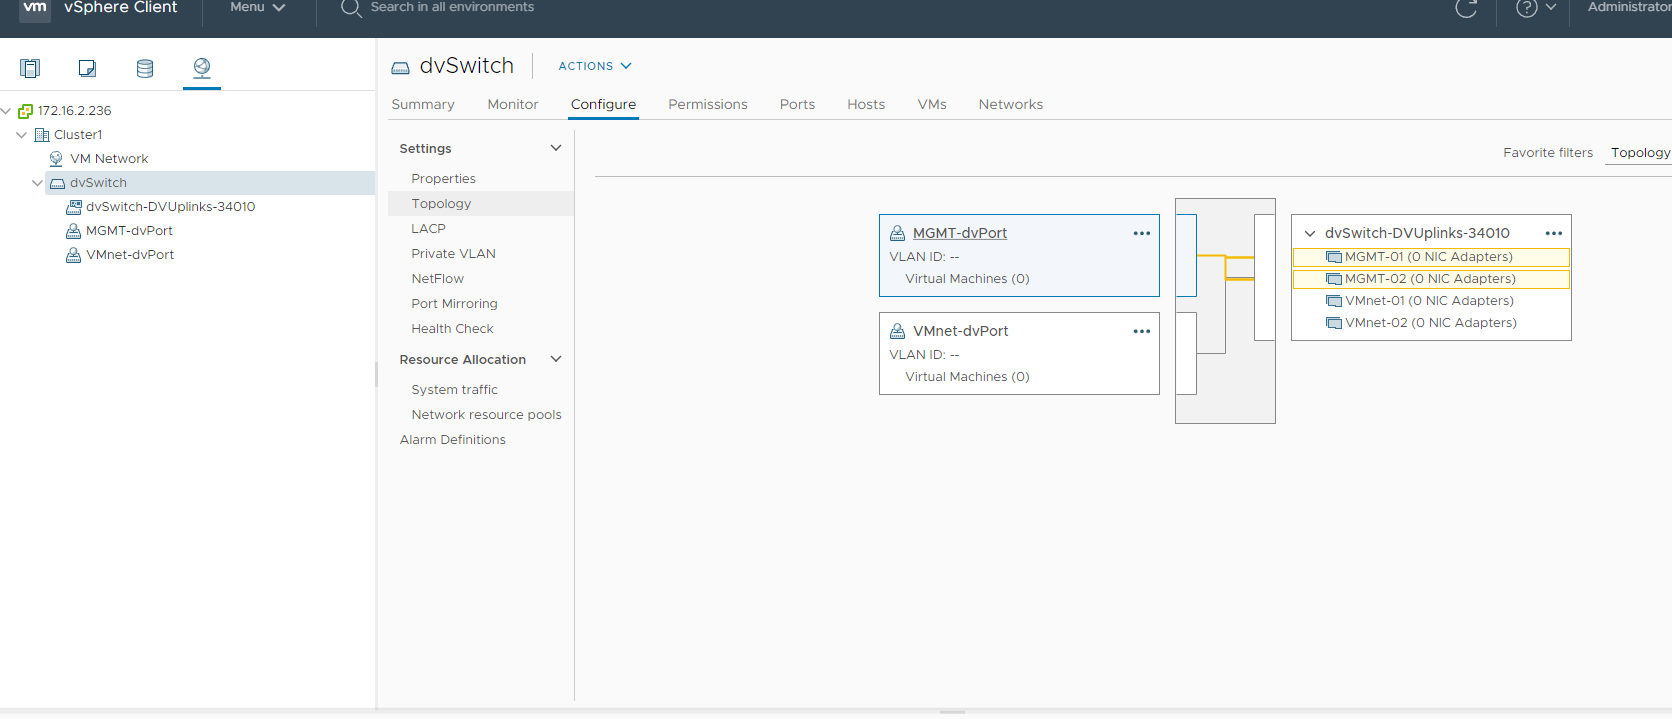 vm vSphere Client Menu Search in all environments ? Administrator
172.16.2.236
Cluster1
VM Network
dvSwitch
dvSwitch-DVUplinks-34010
MGMT-dvPort
VMnet-dvPort
dvSwitch ACTIONS
Summary Monitor Configure Permissions Ports Hosts VMs Networks
Settings
Properties
Topology
LACP
Private VLAN
NetFlow
Port Mirroring
Health Check
Resource Allocation
System traffic
Network resource pools
Alarm Definitions
Favorite filters Topology
MGMT-dvPort ...
VLAN ID: --
Virtual Machines (0)
VMnet-dvPort ...
VLAN ID: --
Virtual Machines (0)
dvSwitch-DVUplinks-34010 ...
MGMT-01 (0 NIC Adapters)
MGMT-02 (0 NIC Adapters)
VMnet-01 (0 NIC Adapters)
VMnet-02 (0 NIC Adapters)